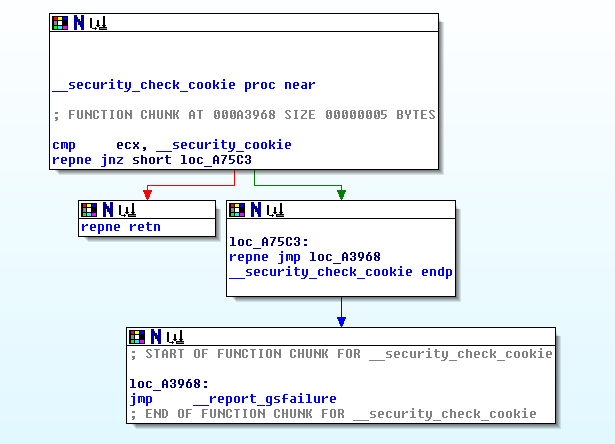 __security_check_cookie proc near
; FUNCTION CHUNK AT 000A3968 SIZE 00000005 BYTES
cmp     ecx, __security_cookie
repne jnz short loc_A75C3
repne retn
loc_A75C3:
repne jmp loc_A3968
__security_check_cookie endp
; START OF FUNCTION CHUNK FOR __security_check_cookie
loc_A3968:
jmp     __report_gsfailure
; END OF FUNCTION CHUNK FOR __security_check_cookie